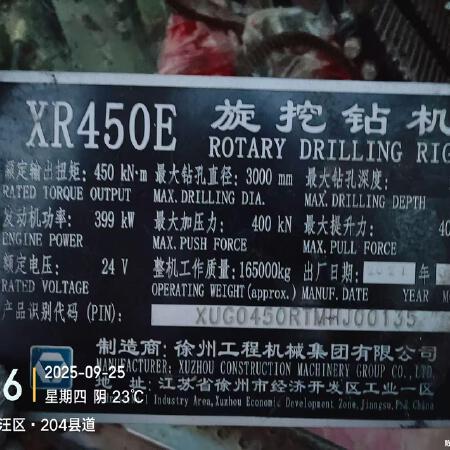 XR450E 旋挖钻机
ROTARY DRILLING RIG
额定输出扭矩: 450 kN·m 最大钻孔直径: 3000 mm 最大钻孔深度:
RATED TORQUE OUTPUT MAX. DRILLING DIA. MAX. DRILLING DEPTH
发动机功率: 399 kW 最大加压力: 400 kN 最大提升力: 40
ENGINE POWER MAX. PUSH FORCE MAX. PULL FORCE
额定电压: 24 V 整机工作质量: 165000kg 出厂日期: 2021 年
RATED VOLTAGE OPERATING WEIGHT(approx.) MANUF. DATE YEAR
产品识别代码 (PIN): XUG0450RTMHJ00135
制造商: 徐州工程机械集团有限公司
MANUFACTURER: XUZHOU CONSTRUCTION MACHINERY GROUP CO., LTD.
地 址: 江苏省徐州市经济开发区工业一区
Industry Area, Xuzhou Economic Development Zone, Jiangsu, P.R. China
6 2025-09-25
星期四 阴 23℃
汪区·204县道